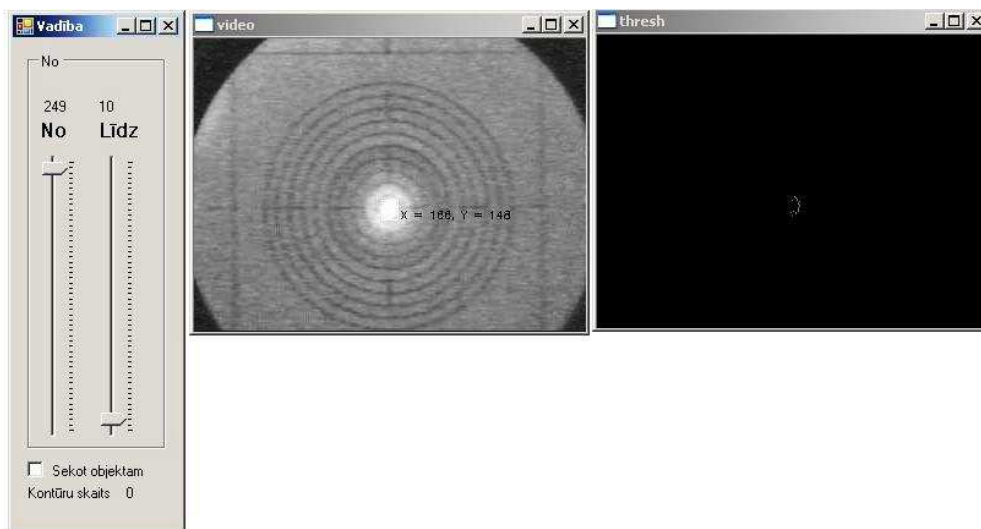 Vadība
No
249 10
No Līdz
Sekot objektam
Kontūru skaits 0
video
X = 166, Y = 148
thresh